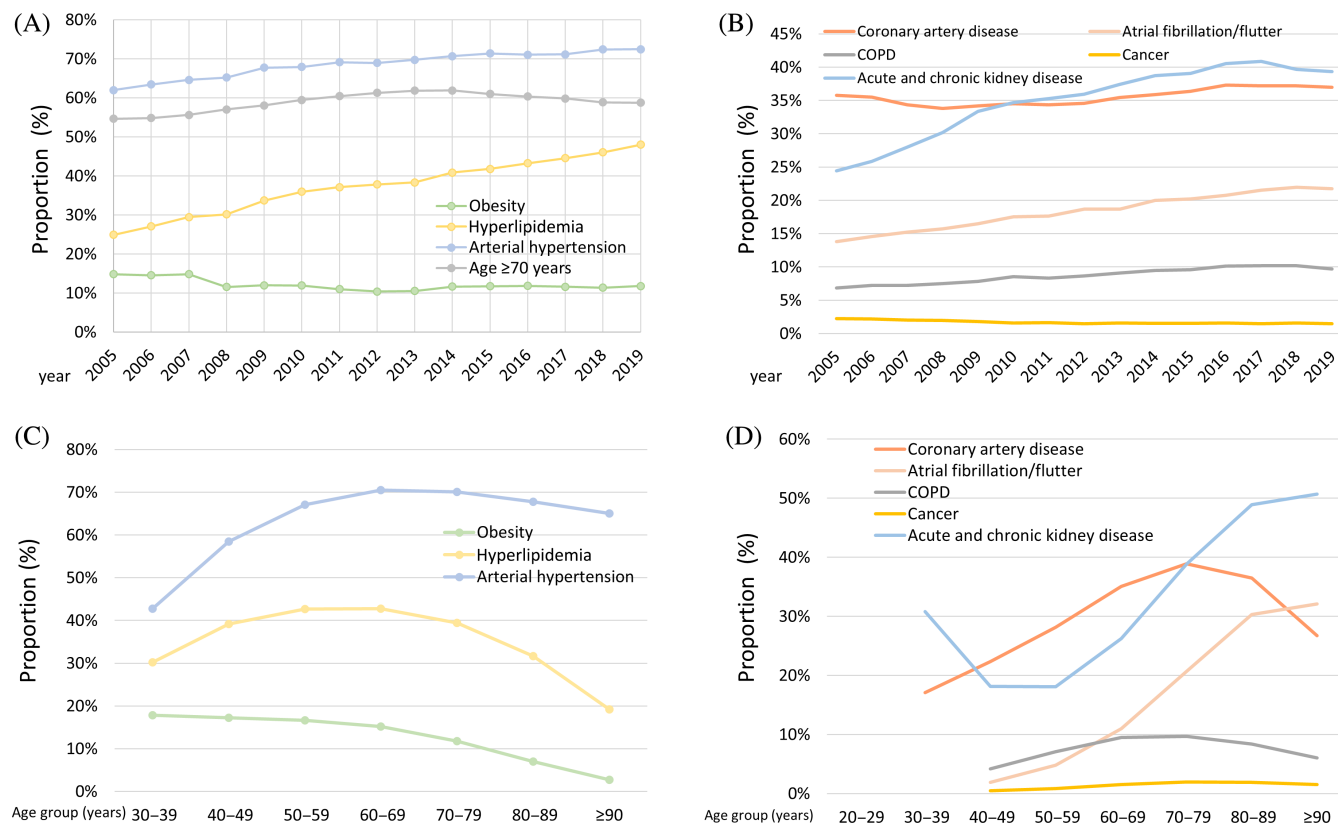 (A)
80%
70%
60%
50%
40%
30%
20%
10%
0%
Proportion (%)
Obesity
Hyperlipidemia
Arterial hypertension
Age ≥70 years
year
2005 2006 2007 2008 2009 2010 2011 2012 2013 2014 2015 2016 2017 2018 2019
(B)
45%
40%
35%
30%
25%
20%
15%
10%
5%
0%
Proportion (%)
Coronary artery disease
Atrial fibrillation/flutter
COPD
Cancer
Acute and chronic kidney disease
year
2005 2006 2007 2008 2009 2010 2011 2012 2013 2014 2015 2016 2017 2018 2019
(C)
80%
70%
60%
50%
40%
30%
20%
10%
0%
Proportion (%)
Obesity
Hyperlipidemia
Arterial hypertension
Age group (years) 30–39 40–49 50–59 60–69 70–79 80–89 ≥90
(D)
60%
50%
40%
30%
20%
10%
0%
Proportion (%)
Coronary artery disease
Atrial fibrillation/flutter
COPD
Cancer
Acute and chronic kidney disease
Age group (years) 20–29 30–39 40–49 50–59 60–69 70–79 80–89 ≥90